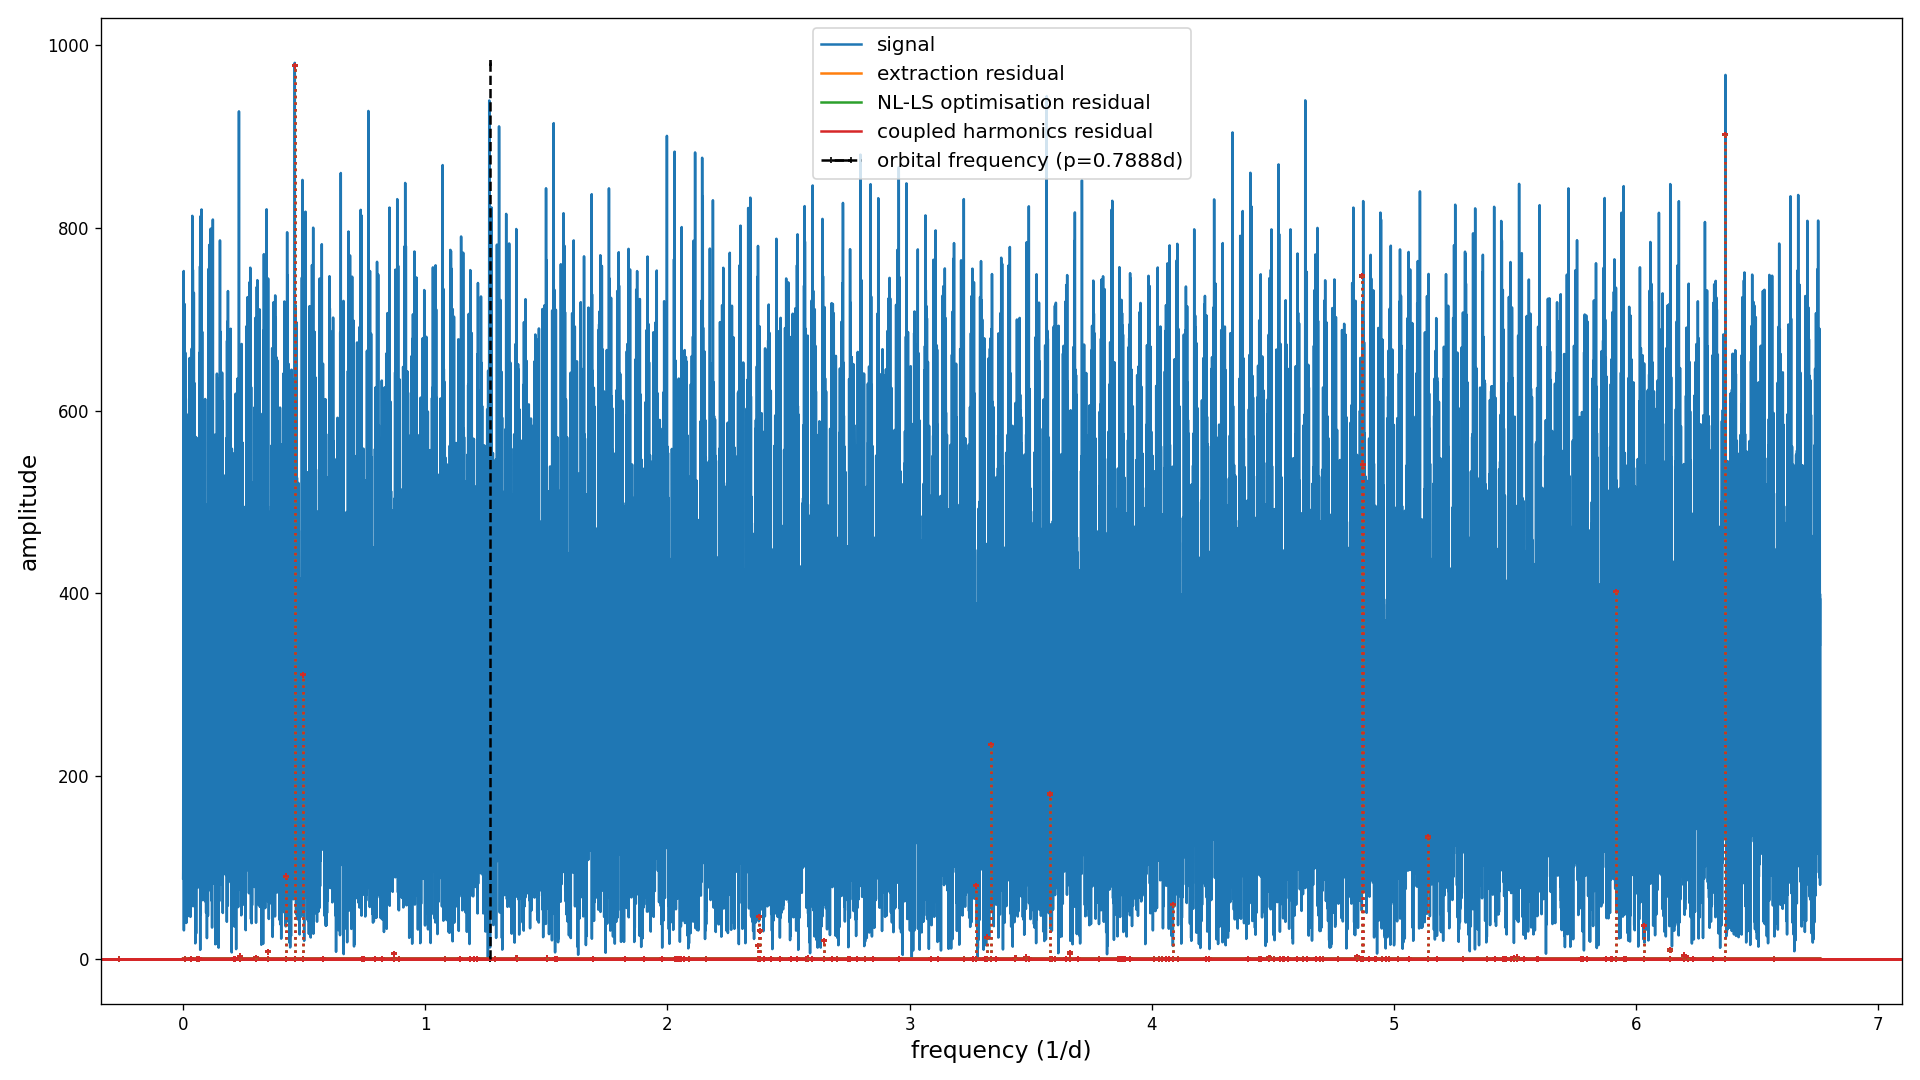 signal
extraction residual
NL-LS optimisation residual
coupled harmonics residual
orbital frequency (p=0.7888d)
1000
800
600
400
200
0
amplitude
0 1 2 3 4 5 6 7
frequency (1/d)